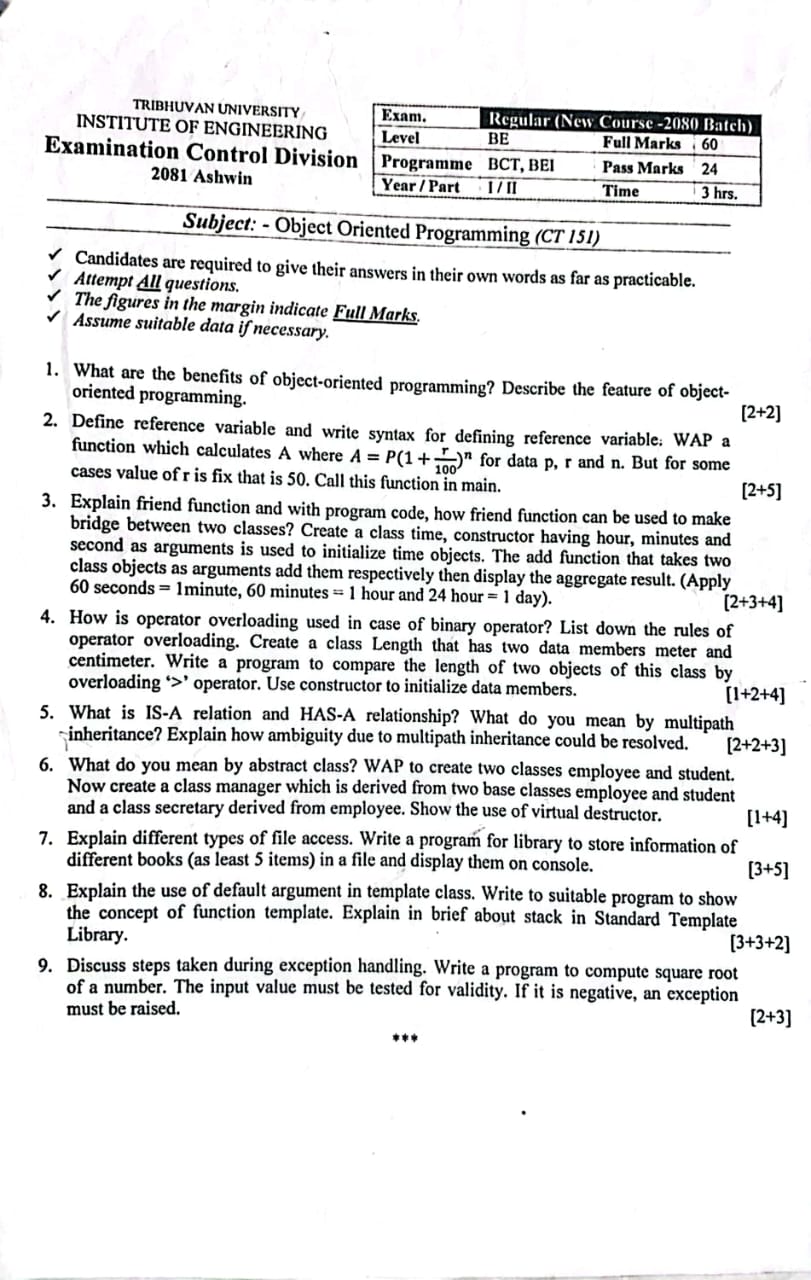 TRIBHUVAN UNIVERSITY
INSTITUTE OF ENGINEERING
Examination Control Division
2081 Ashwin
Exam. Regular (New Course -2080 Batch)
Level BE Full Marks 60
Programme BCT, BEI Pass Marks 24
Year / Part I / II Time 3 hrs.
Subject: - Object Oriented Programming (CT 151)
✓ Candidates are required to give their answers in their own words as far as practicable.
✓ Attempt All questions.
✓ The figures in the margin indicate Full Marks.
✓ Assume suitable data if necessary.
1. What are the benefits of object-oriented programming? Describe the feature of object-
oriented programming. [2+2]
2. Define reference variable and write syntax for defining reference variable. WAP a
function which calculates A where A = P(1 + r/100)^n for data p, r and n. But for some
cases value of r is fix that is 50. Call this function in main. [2+5]
3. Explain friend function and with program code, how friend function can be used to make
bridge between two classes? Create a class time, constructor having hour, minutes and
second as arguments is used to initialize time objects. The add function that takes two
class objects as arguments add them respectively then display the aggregate result. (Apply
60 seconds = 1minute, 60 minutes = 1 hour and 24 hour = 1 day). [2+3+4]
4. How is operator overloading used in case of binary operator? List down the rules of
operator overloading. Create a class Length that has two data members meter and
centimeter. Write a program to compare the length of two objects of this class by
overloading ‘>’ operator. Use constructor to initialize data members. [1+2+4]
5. What is IS-A relation and HAS-A relationship? What do you mean by multipath
inheritance? Explain how ambiguity due to multipath inheritance could be resolved. [2+2+3]
6. What do you mean by abstract class? WAP to create two classes employee and student.
Now create a class manager which is derived from two base classes employee and student
and a class secretary derived from employee. Show the use of virtual destructor. [1+4]
7. Explain different types of file access. Write a program for library to store information of
different books (as least 5 items) in a file and display them on console. [3+5]
8. Explain the use of default argument in template class. Write to suitable program to show
the concept of function template. Explain in brief about stack in Standard Template
Library. [3+3+2]
9. Discuss steps taken during exception handling. Write a program to compute square root
of a number. The input value must be tested for validity. If it is negative, an exception
must be raised. [2+3]
***